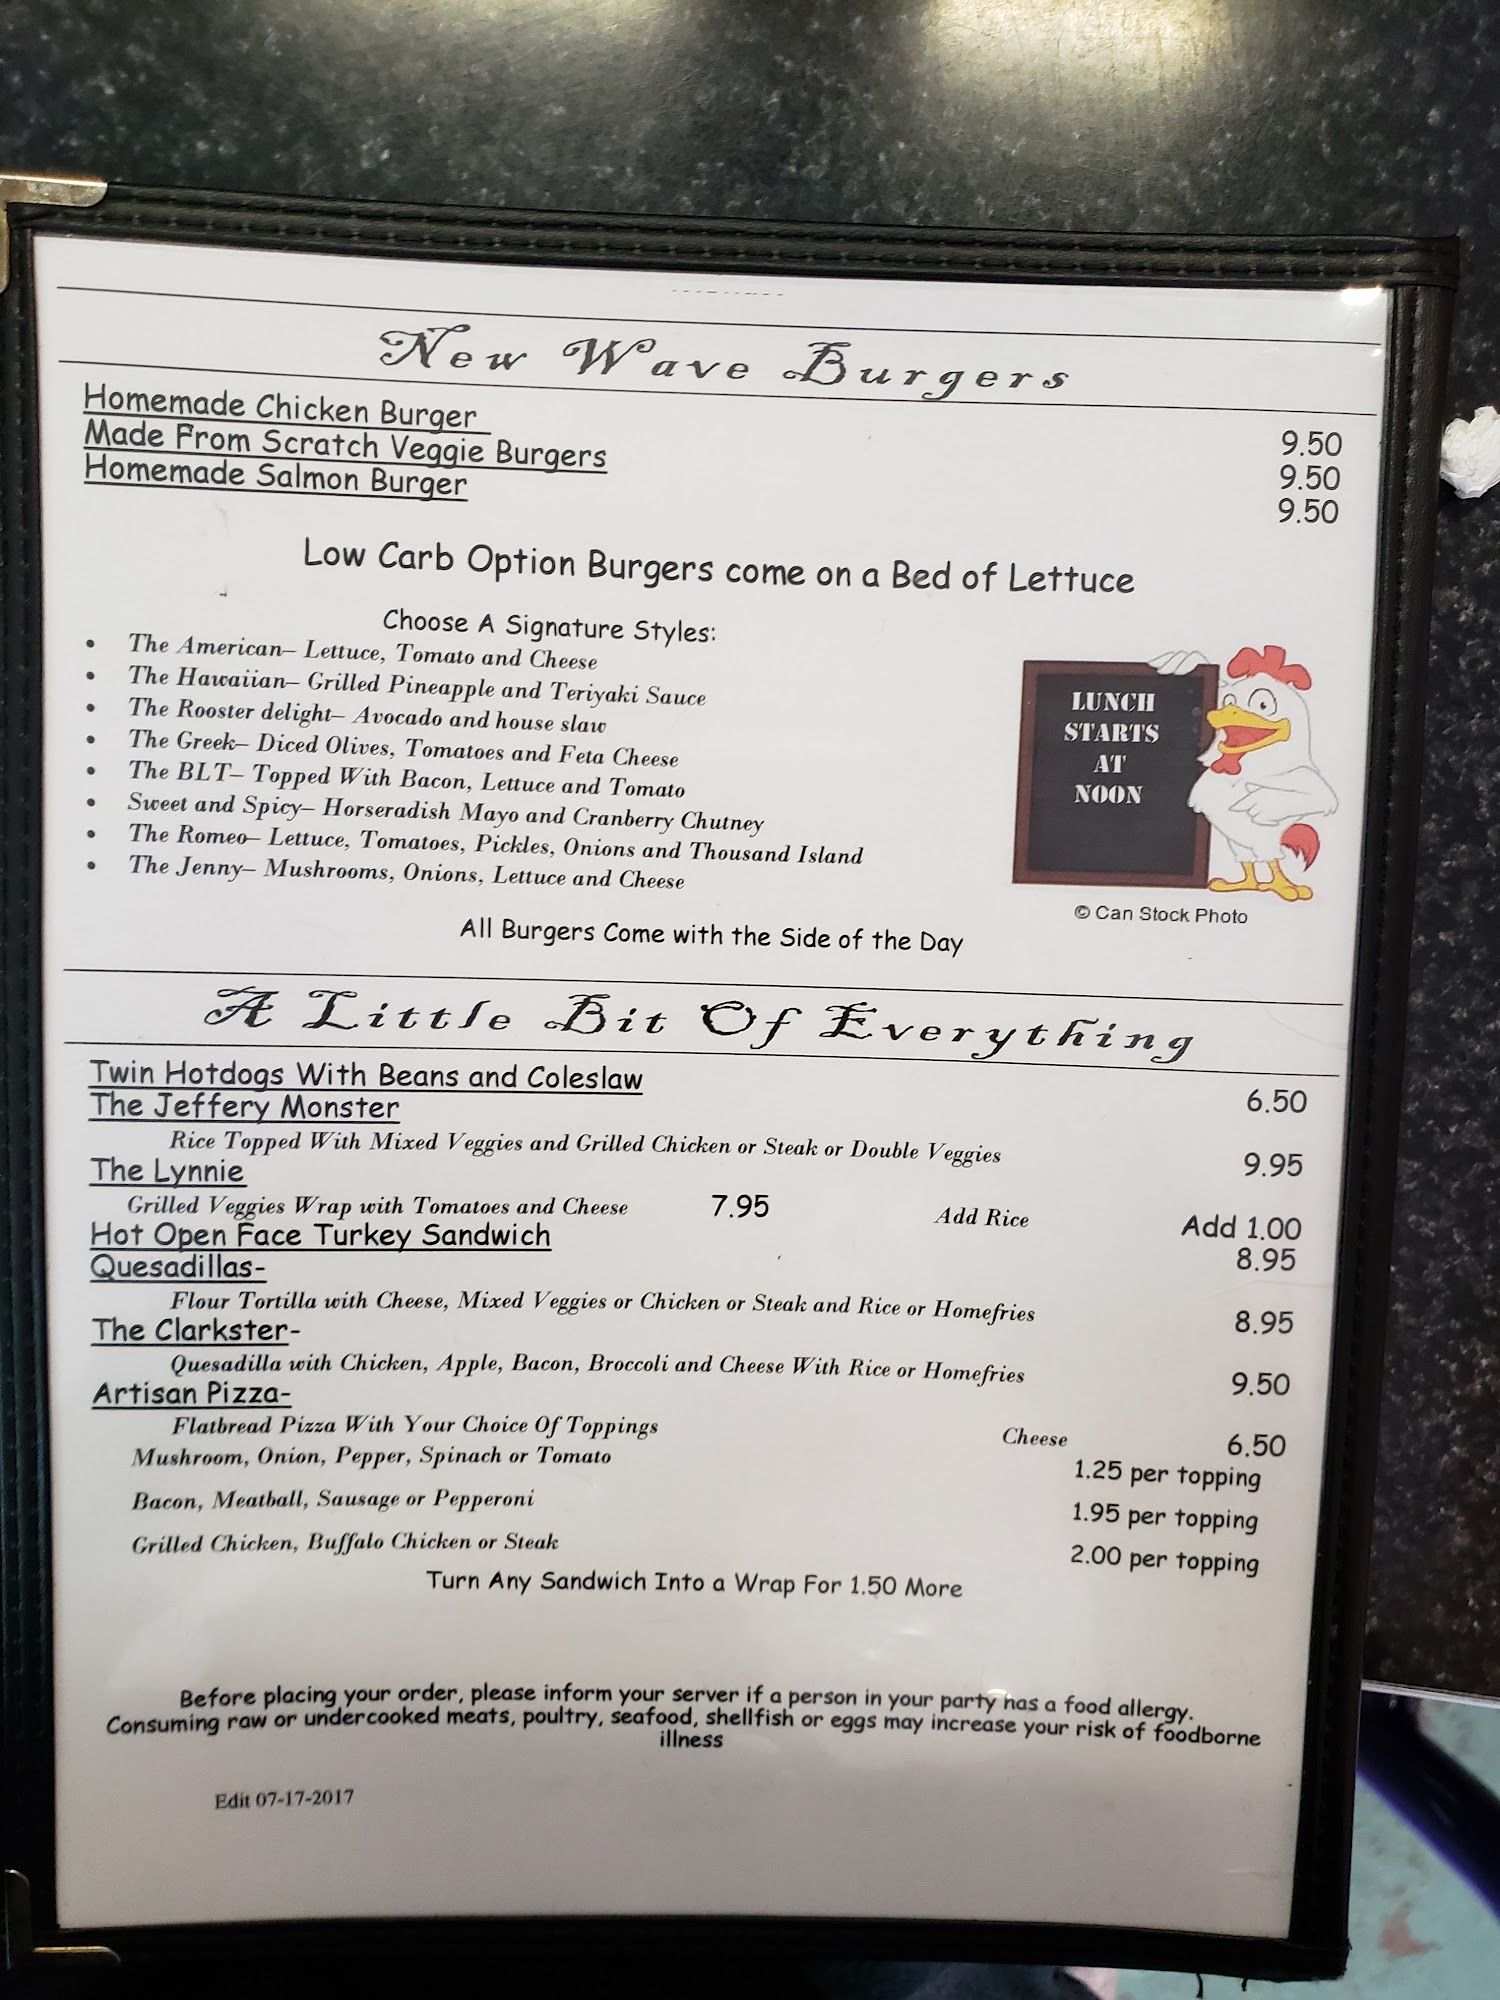 New Wave Burgers
Homemade Chicken Burger 9.50
Made From Scratch Veggie Burgers 9.50
Homemade Salmon Burger 9.50
Low Carb Option Burgers come on a Bed of Lettuce
Choose A Signature Styles:
• The American– Lettuce, Tomato and Cheese
• The Hawaiian– Grilled Pineapple and Teriyaki Sauce
• The Rooster delight– Avocado and house slaw
• The Greek– Diced Olives, Tomatoes and Feta Cheese
• The BLT– Topped With Bacon, Lettuce and Tomato
• Sweet and Spicy– Horseradish Mayo and Cranberry Chutney
• The Romeo– Lettuce, Tomatoes, Pickles, Onions and Thousand Island
• The Jenny– Mushrooms, Onions, Lettuce and Cheese
LUNCH
STARTS
AT
NOON
© Can Stock Photo
All Burgers Come with the Side of the Day
A Little Bit Of Everything
Twin Hotdogs With Beans and Coleslaw 6.50
The Jeffery Monster
Rice Topped With Mixed Veggies and Grilled Chicken or Steak or Double Veggies 9.95
The Lynnie
Grilled Veggies Wrap with Tomatoes and Cheese 7.95 Add Rice Add 1.00
Hot Open Face Turkey Sandwich 8.95
Quesadillas-
Flour Tortilla with Cheese, Mixed Veggies or Chicken or Steak and Rice or Homefries 8.95
The Clarkster-
Quesadilla with Chicken, Apple, Bacon, Broccoli and Cheese With Rice or Homefries 9.50
Artisan Pizza-
Flatbread Pizza With Your Choice Of Toppings Cheese 6.50
Mushroom, Onion, Pepper, Spinach or Tomato 1.25 per topping
Bacon, Meatball, Sausage or Pepperoni 1.95 per topping
Grilled Chicken, Buffalo Chicken or Steak 2.00 per topping
Turn Any Sandwich Into a Wrap For 1.50 More
Before placing your order, please inform your server if a person in your party has a food allergy.
Consuming raw or undercooked meats, poultry, seafood, shellfish or eggs may increase your risk of foodborne
illness
Edit 07-17-2017